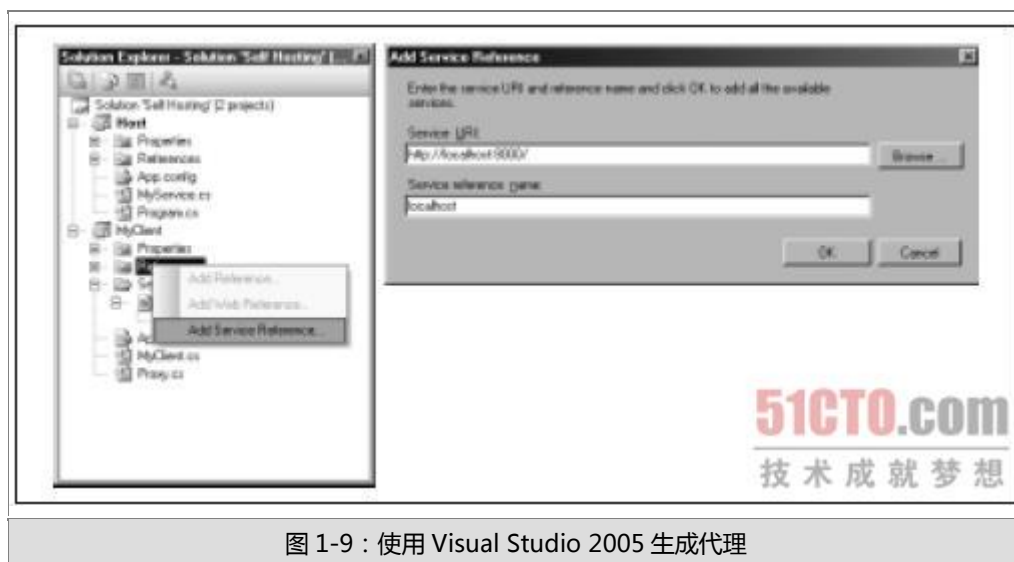 Solution Explorer - Solution 'Self Hosting' (...
Solution 'Self Hosting' (2 projects)
Host
Properties
References
App.config
MyService.cs
Program.cs
MyClient
Properties
Add Reference...
Add Web Reference...
Add Service Reference...
MyClient.cs
Proxy.cs
Add Service Reference
Enter the service URI and reference name and click OK to add all the available
services.
Service URI:
http://localhost:8000/
Browse...
Service reference name:
localhost
OK
Cancel
51CTO.com
技术成就梦想
图 1-9：使用 Visual Studio 2005 生成代理